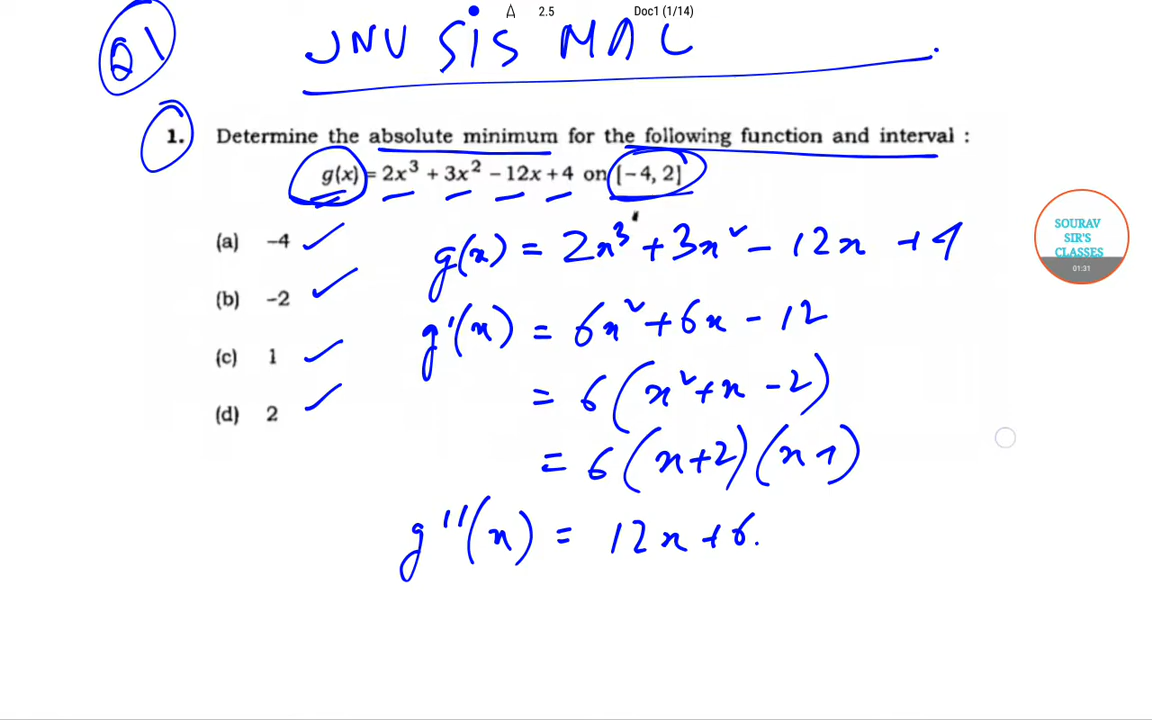 A 2.5 Doc1 (1/14)
Q1
JNU SIS MAC
1. Determine the absolute minimum for the following function and interval :
g(x) = 2x³ + 3x² − 12x + 4 on [−4, 2]
(a) −4
(b) −2
(c) 1
(d) 2
g(x) = 2x³ + 3x² − 12x + 4
g'(x) = 6x² + 6x − 12
= 6(x² + x − 2)
= 6(x+2)(x-1)
g''(x) = 12x + 6.
SOURAV
SIR'S
CLASSES
01:31